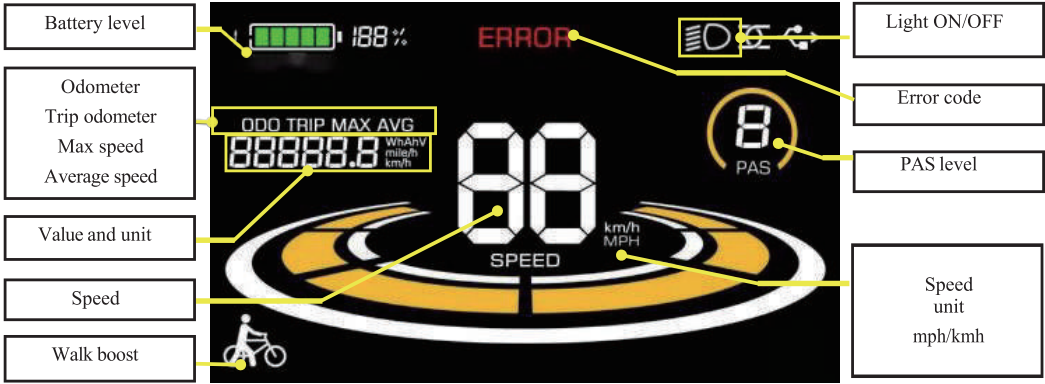 Battery level
Odometer
Trip odometer
Max speed
Average speed
Value and unit
Speed
Walk boost
188 %
ERROR
ODO TRIP MAX AVG
88888.8
WhAhV
mile/h
km/h
88
km/h
MPH
SPEED
8
PAS
Light ON/OFF
Error code
PAS level
Speed
unit
mph/kmh